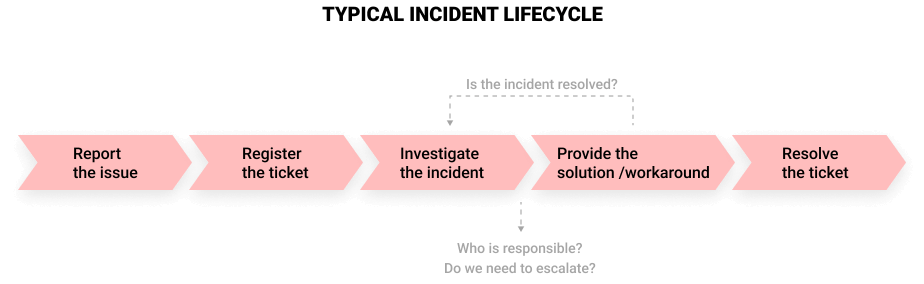 TYPICAL INCIDENT LIFECYCLE
Is the incident resolved?
Report
the issue
Register
the ticket
Investigate
the incident
Provide the
solution /workaround
Resolve
the ticket
Who is responsible?
Do we need to escalate?